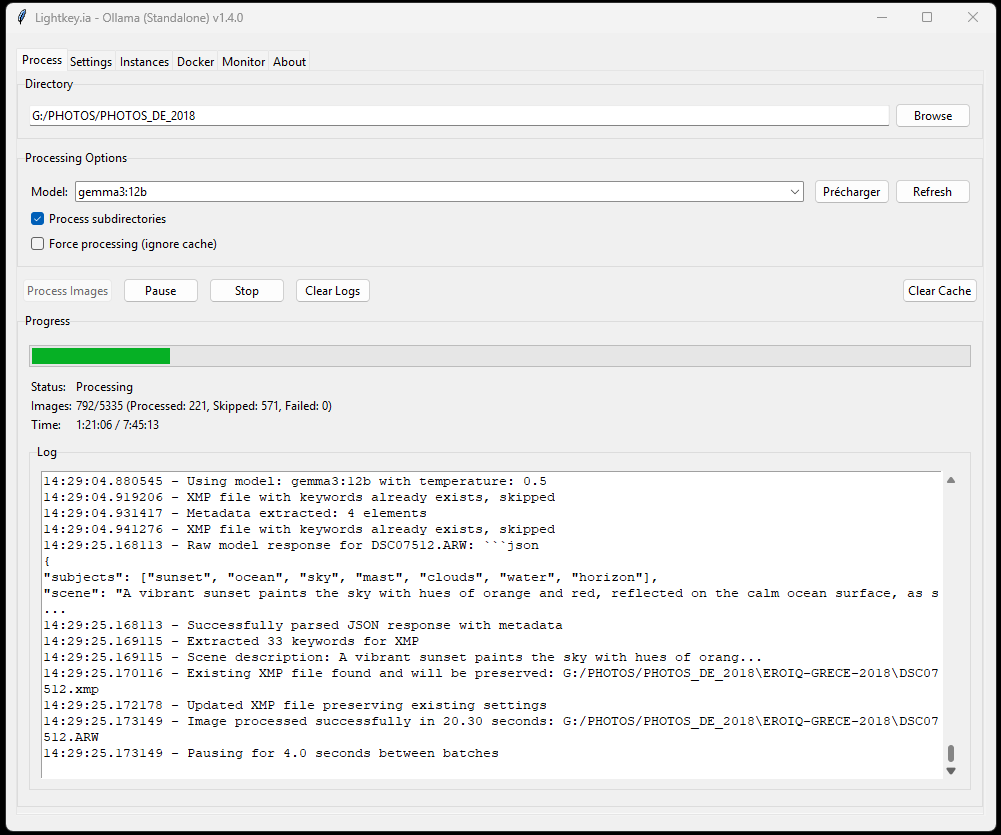 Lightkey.ia - Ollama (Standalone) v1.4.0
Process Settings Instances Docker Monitor About
Directory
G:/PHOTOS/PHOTOS_DE_2018 Browse
Processing Options
Model: gemma3:12b Précharger Refresh
Process subdirectories
Force processing (ignore cache)
Process Images Pause Stop Clear Logs Clear Cache
Progress
Status: Processing
Images: 792/5335 (Processed: 221, Skipped: 571, Failed: 0)
Time: 1:21:06 / 7:45:13
Log
14:29:04.880545 - Using model: gemma3:12b with temperature: 0.5
14:29:04.919206 - XMP file with keywords already exists, skipped
14:29:04.931417 - Metadata extracted: 4 elements
14:29:04.941276 - XMP file with keywords already exists, skipped
14:29:25.168113 - Raw model response for DSC07512.ARW: ```json
{
"subjects": ["sunset", "ocean", "sky", "mast", "clouds", "water", "horizon"],
"scene": "A vibrant sunset paints the sky with hues of orange and red, reflected on the calm ocean surface, as s
...
14:29:25.168113 - Successfully parsed JSON response with metadata
14:29:25.169115 - Extracted 33 keywords for XMP
14:29:25.169115 - Scene description: A vibrant sunset paints the sky with hues of orang...
14:29:25.170116 - Existing XMP file found and will be preserved: G:/PHOTOS/PHOTOS_DE_2018\EROIQ-GRECE-2018\DSC07
512.xmp
14:29:25.172178 - Updated XMP file preserving existing settings
14:29:25.173149 - Image processed successfully in 20.30 seconds: G:/PHOTOS/PHOTOS_DE_2018\EROIQ-GRECE-2018\DSC07
512.ARW
14:29:25.173149 - Pausing for 4.0 seconds between batches